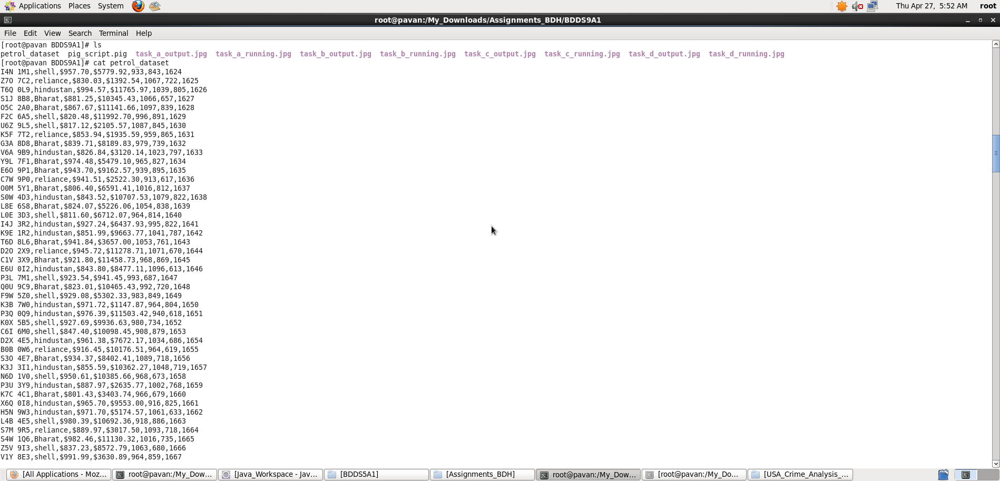 Applications Places System Thu Apr 27, 5:52 AM root
root@pavan:/My_Downloads/Assignments_BDH/BDDS9A1
File Edit View Search Terminal Help
[root@pavan BDDS9A1]# ls
petrol_dataset pig_script.pig task_a_output.jpg task_a_running.jpg task_b_output.jpg task_b_running.jpg task_c_output.jpg task_c_running.jpg task_d_output.jpg task_d_running.jpg
[root@pavan BDDS9A1]# cat petrol_dataset
I4N 1M1,shell,$957.70,$5779.92,933,843,1624
Z7O 7C2,reliance,$830.03,$1392.54,1067,722,1625
T6Q 0L9,hindustan,$994.57,$11765.97,1039,805,1626
S1J 8B8,Bharat,$881.25,$10345.43,1066,657,1627
O5C 2A0,Bharat,$867.67,$11141.66,1097,839,1628
F2C 6A5,shell,$820.48,$11992.70,996,891,1629
U6Z 9L5,shell,$817.12,$2105.57,1087,845,1630
K5F 7T2,reliance,$853.94,$1935.59,959,865,1631
G3A 8D8,Bharat,$839.71,$8189.83,979,739,1632
V6A 9B9,hindustan,$826.84,$3120.14,1023,797,1633
Y9L 7F1,Bharat,$974.48,$5479.10,965,827,1634
E6O 9P1,Bharat,$943.70,$9162.57,939,895,1635
C7W 9P0,reliance,$941.51,$2522.30,913,617,1636
O0M 5Y1,Bharat,$806.40,$6591.41,1016,812,1637
S0W 4D3,hindustan,$843.52,$10707.53,1079,822,1638
L8E 6S8,Bharat,$824.07,$5226.06,1054,838,1639
L0E 3D3,shell,$811.60,$6712.07,964,814,1640
I4J 3R2,hindustan,$927.24,$6437.93,995,822,1641
K9E 1R2,hindustan,$851.99,$9663.77,1041,787,1642
T6D 8L6,Bharat,$941.84,$3657.00,1053,761,1643
D2O 2X9,reliance,$945.72,$11278.71,1071,670,1644
C1V 3X9,Bharat,$921.80,$11458.73,968,869,1645
E6U 0I2,hindustan,$843.80,$8477.11,1096,613,1646
P3L 7M1,shell,$923.54,$941.45,993,687,1647
Q0U 9C9,Bharat,$823.01,$10465.43,992,720,1648
F9W 5Z0,shell,$929.08,$5302.33,983,849,1649
K3B 7W0,hindustan,$971.72,$1147.87,964,804,1650
P3Q 0Q9,hindustan,$976.39,$11503.42,940,618,1651
K0X 5B5,shell,$927.69,$9936.63,980,734,1652
C6I 6M0,shell,$847.40,$10098.45,908,879,1653
D2X 4E5,hindustan,$961.38,$7672.17,1034,686,1654
B0B 0W6,reliance,$916.45,$10176.51,964,619,1655
S3O 4E7,Bharat,$934.37,$8402.41,1089,718,1656
K3J 3I1,hindustan,$855.59,$10362.27,1048,719,1657
N6D 1V0,shell,$950.61,$10385.66,968,673,1658
P3U 3Y9,hindustan,$887.97,$2635.77,1002,768,1659
K7C 4C1,Bharat,$801.43,$3403.74,966,679,1660
X6Q 0I8,hindustan,$965.70,$9553.00,916,825,1661
H5N 9W3,hindustan,$971.70,$5174.57,1061,633,1662
L4B 4E5,shell,$980.39,$10692.36,918,886,1663
S7M 9R5,reliance,$889.97,$3017.50,1093,718,1664
S4W 1Q6,Bharat,$982.46,$11130.32,1016,735,1665
Z5V 9I3,shell,$837.23,$8572.79,1063,680,1666
V1Y 8E3,shell,$991.99,$3630.89,964,859,1667
[All Applications - Moz... root@pavan:/My_Dow... [Java_Workspace - Jav... [BDDS5A1] [Assignments_BDH] root@pavan:/My_Dow... [root@pavan:/My_Do... [USA_Crime_Analysis_...